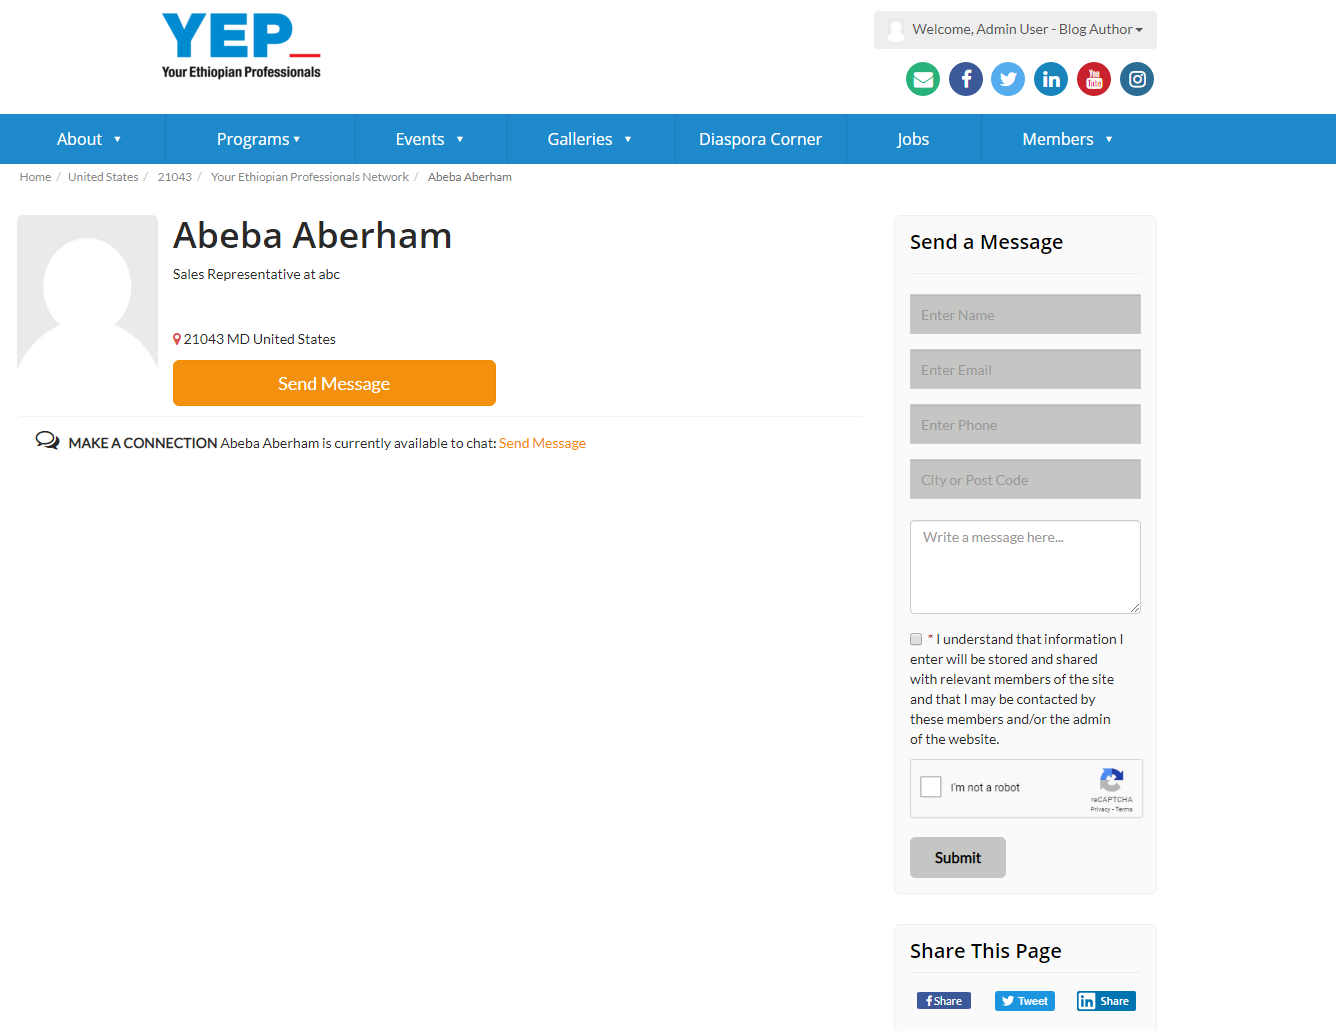 YEP_
Your Ethiopian Professionals
Welcome, Admin User - Blog Author
About
Programs
Events
Galleries
Diaspora Corner
Jobs
Members
Home / United States / 21043 / Your Ethiopian Professionals Network / Abeba Aberham
Abeba Aberham
Sales Representative at abc
21043 MD United States
Send Message
MAKE A CONNECTION Abeba Aberham is currently available to chat: Send Message
Send a Message
Enter Name
Enter Email
Enter Phone
City or Post Code
Write a message here...
* I understand that information I
enter will be stored and shared
with relevant members of the site
and that I may be contacted by
these members and/or the admin
of the website.
I'm not a robot
reCAPTCHA
Privacy - Terms
Submit
Share This Page
Share
Tweet
Share